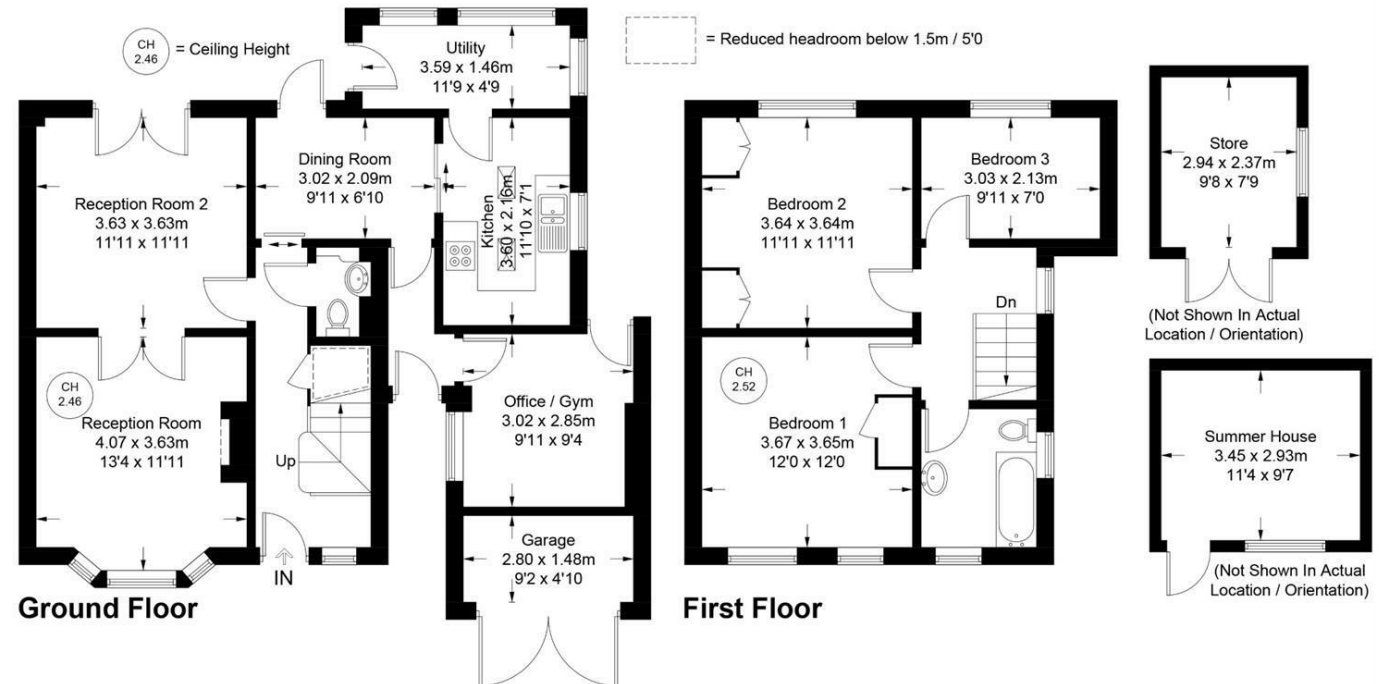 CH
2.46
= Ceiling Height
= Reduced headroom below 1.5m / 5'0
Utility
3.59 x 1.46m
11'9 x 4'9
Dining Room
3.02 x 2.09m
9'11 x 6'10
Reception Room 2
3.63 x 3.63m
11'11 x 11'11
Kitchen
3.60 x 2.16m
11'10 x 7'1
CH
2.46
Reception Room
4.07 x 3.63m
13'4 x 11'11
Up
Office / Gym
3.02 x 2.85m
9'11 x 9'4
Garage
2.80 x 1.48m
9'2 x 4'10
IN
Ground Floor
Bedroom 2
3.64 x 3.64m
11'11 x 11'11
Bedroom 3
3.03 x 2.13m
9'11 x 7'0
Dn
CH
2.52
Bedroom 1
3.67 x 3.65m
12'0 x 12'0
First Floor
Store
2.94 x 2.37m
9'8 x 7'9
(Not Shown In Actual
Location / Orientation)
Summer House
3.45 x 2.93m
11'4 x 9'7
(Not Shown In Actual
Location / Orientation)